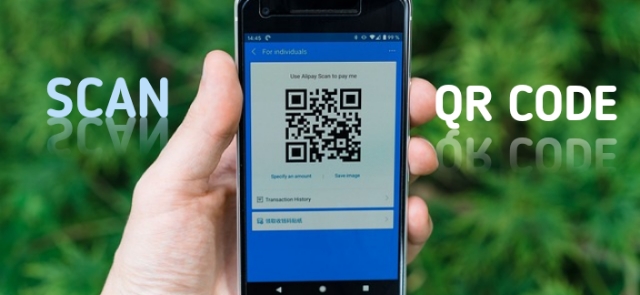 14:45
89%
For individuals
Use Alipay Scan to pay me
SCAN
QR CODE
Specify an amount
Save image
Transaction History